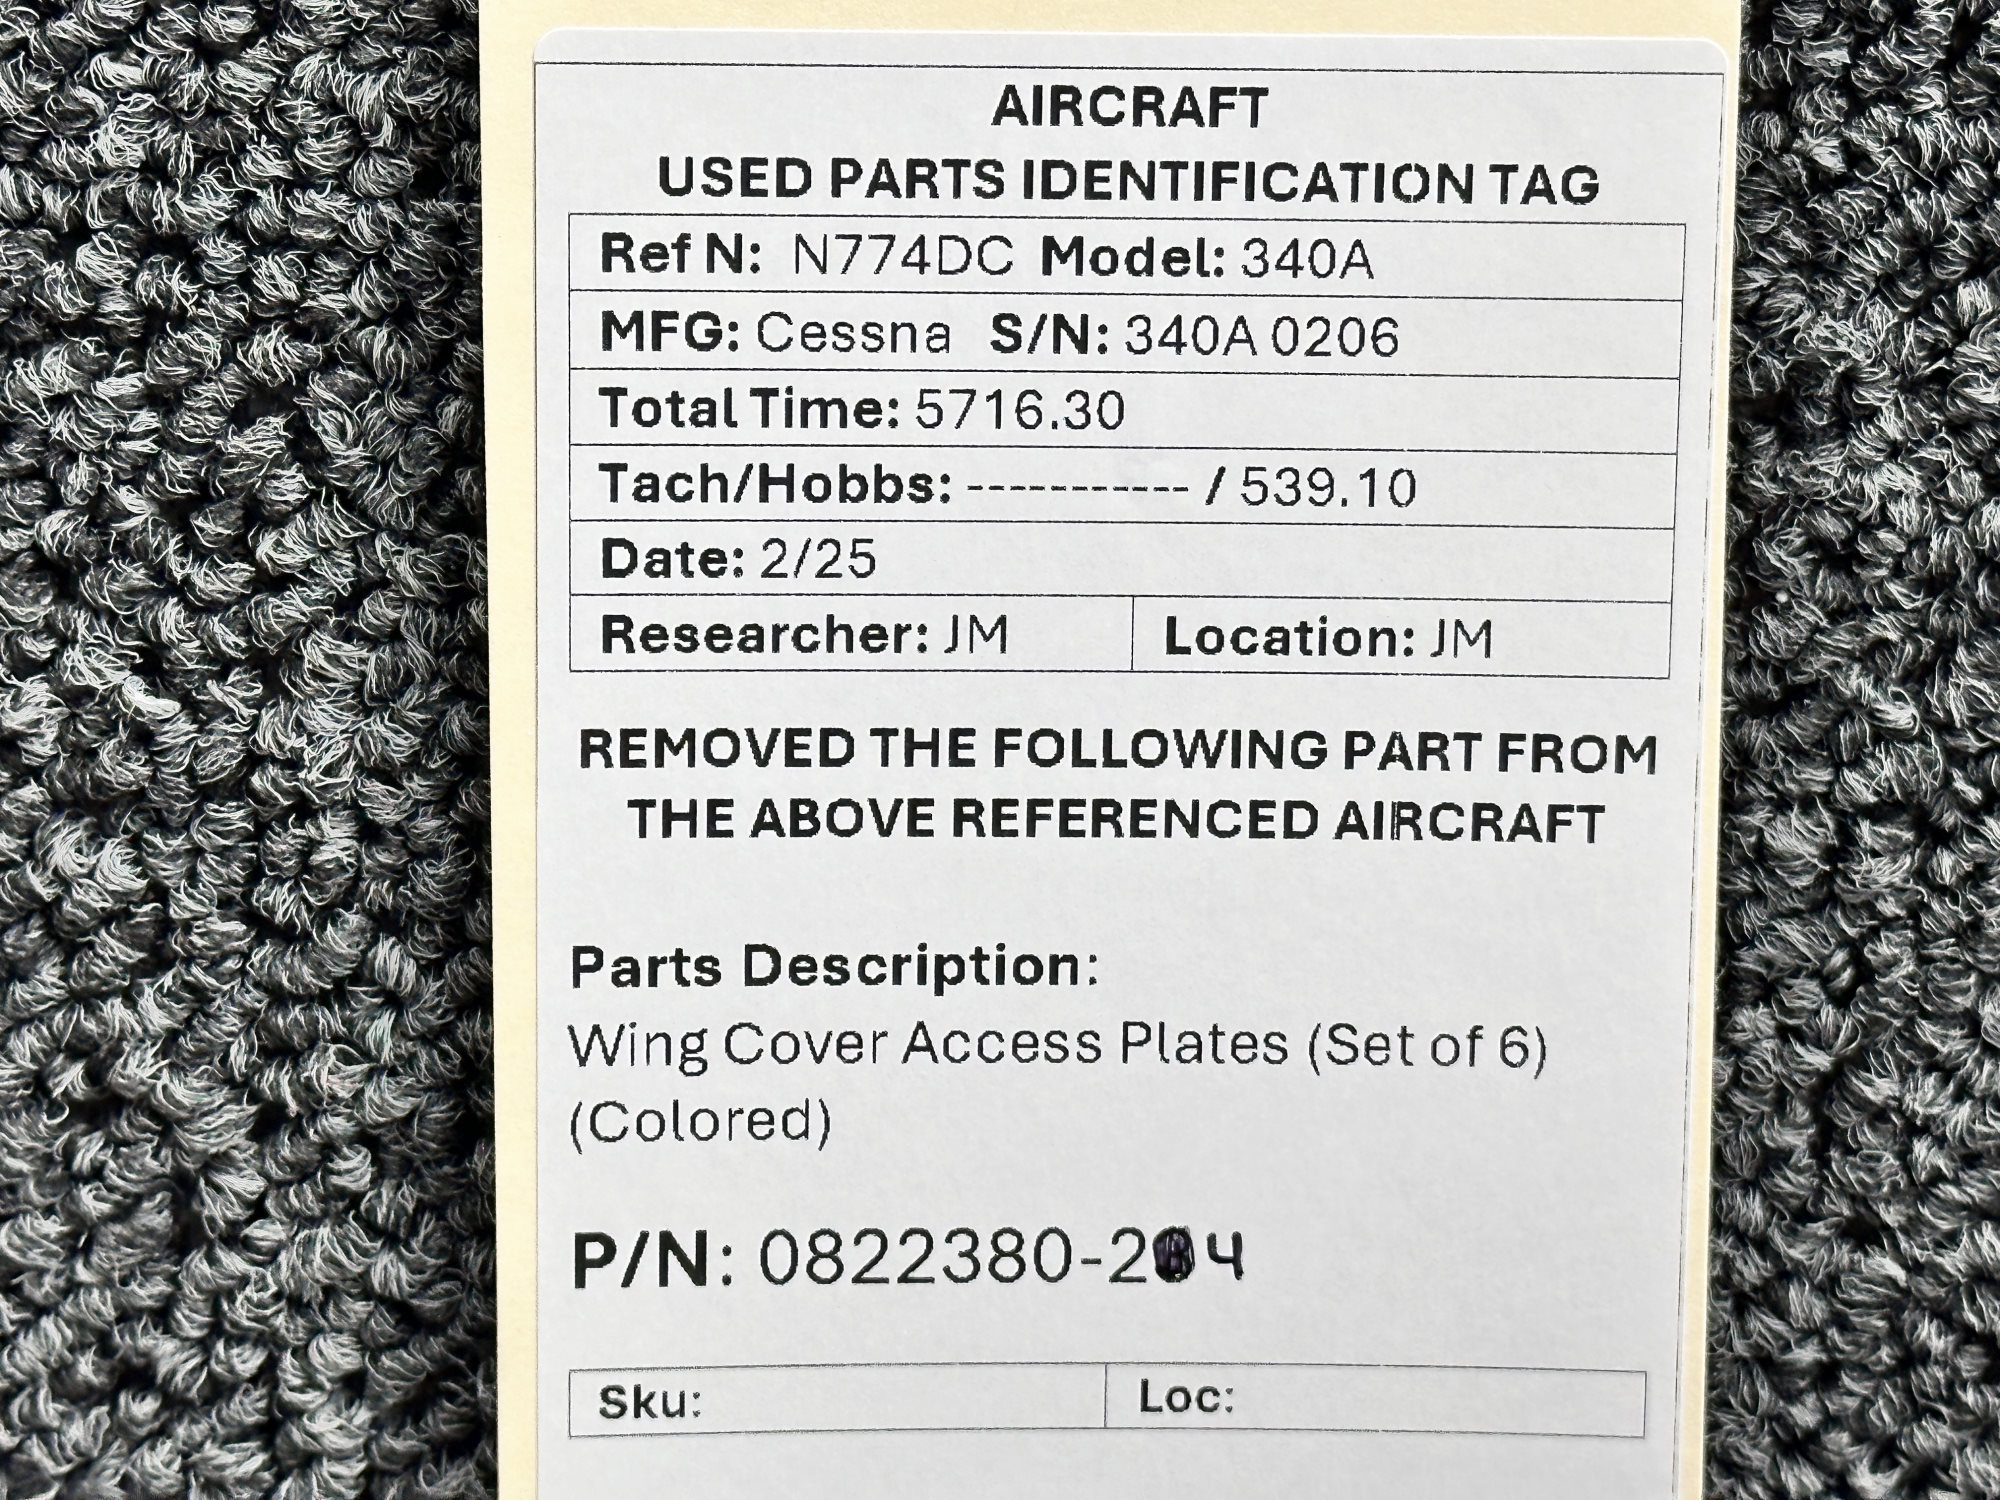 AIRCRAFT
USED PARTS IDENTIFICATION TAG
Ref N: N774DC Model: 340A
MFG: Cessna S/N: 340A 0206
Total Time: 5716.30
Tach/Hobbs: ----------- / 539.10
Date: 2/25
Researcher: JM Location: JM
REMOVED THE FOLLOWING PART FROM
THE ABOVE REFERENCED AIRCRAFT
Parts Description:
Wing Cover Access Plates (Set of 6)
(Colored)
P/N: 0822380-24
Sku: Loc: